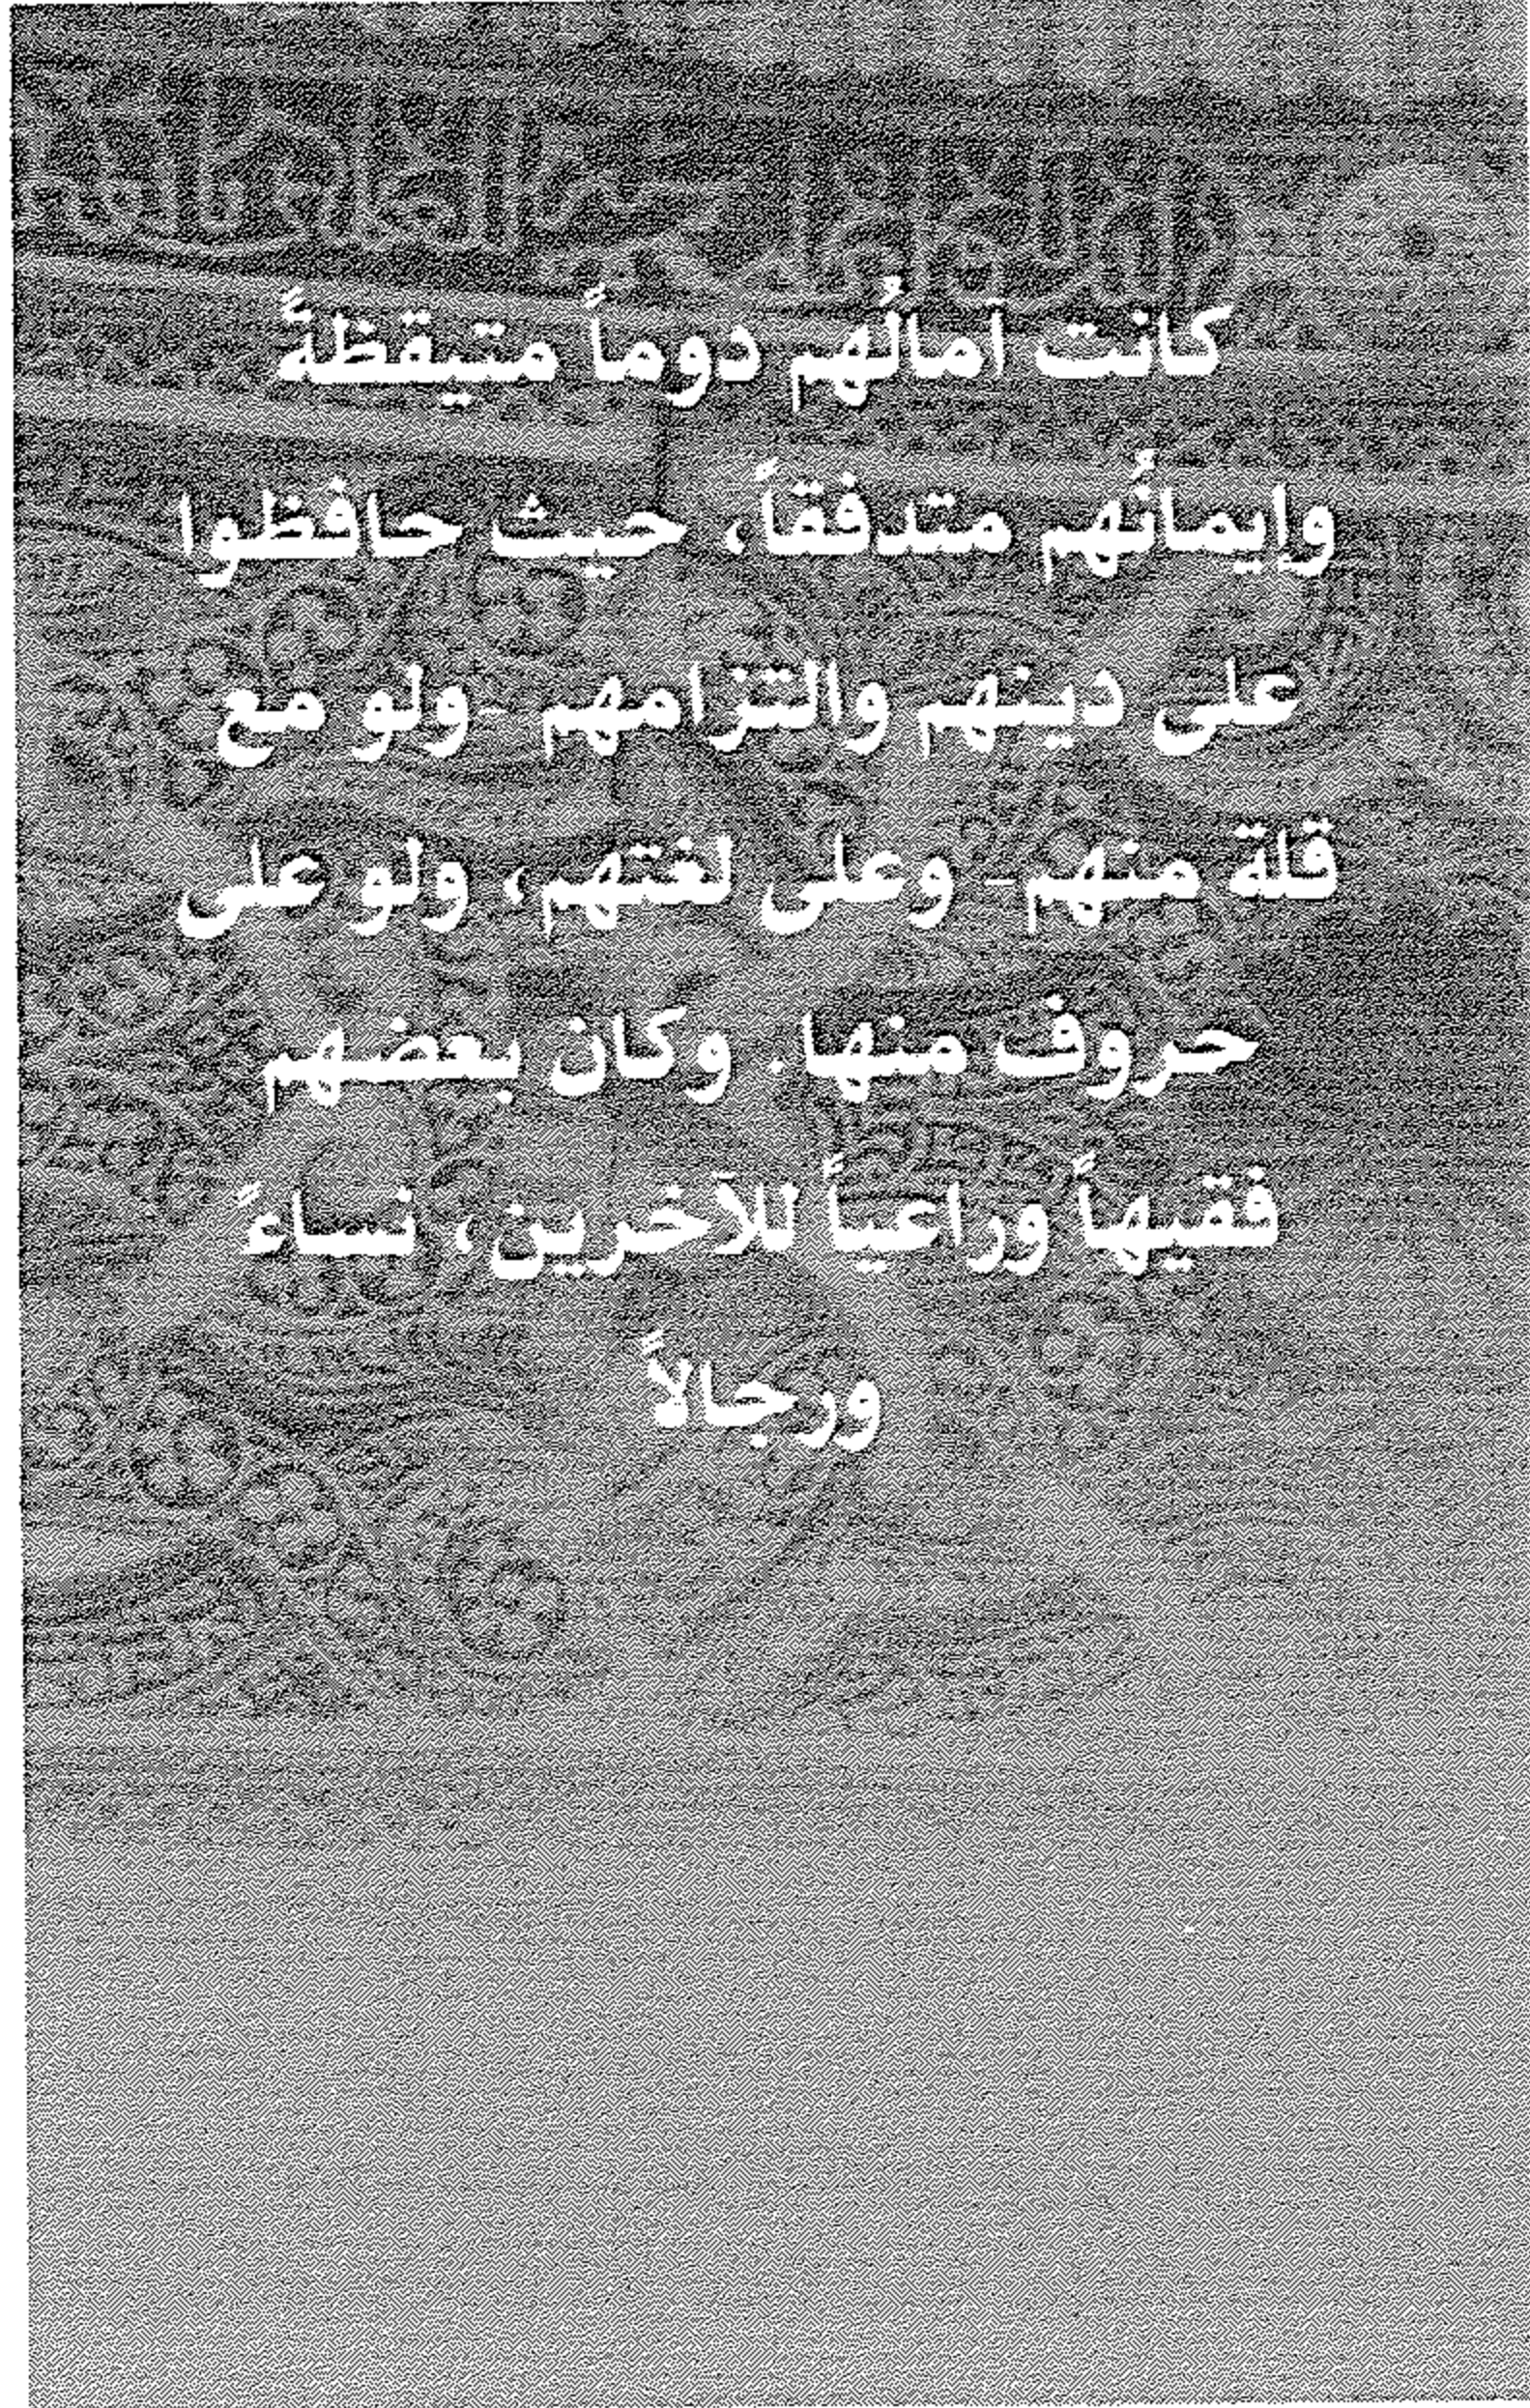 كانت آمالُهم دوماً متيقظةً
وإيمانُهم متدفقاً، حيث حافظوا
على دينهم والتزامهم -ولو مع
قلة منهم- وعلى لغتهم، ولو على
حروف منها. وكان بعضهم
فقيهاً وراعياً للآخرين، نساءً
ورجالاً